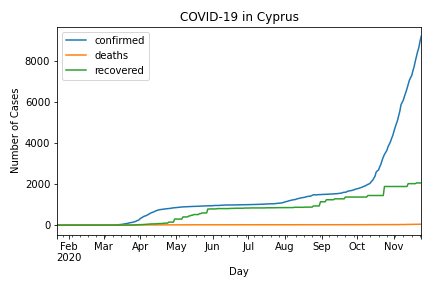 COVID-19 in Cyprus
confirmed
deaths
recovered
Number of Cases
8000
6000
4000
2000
0
Feb Mar Apr May Jun Jul Aug Sep Oct Nov
2020
Day